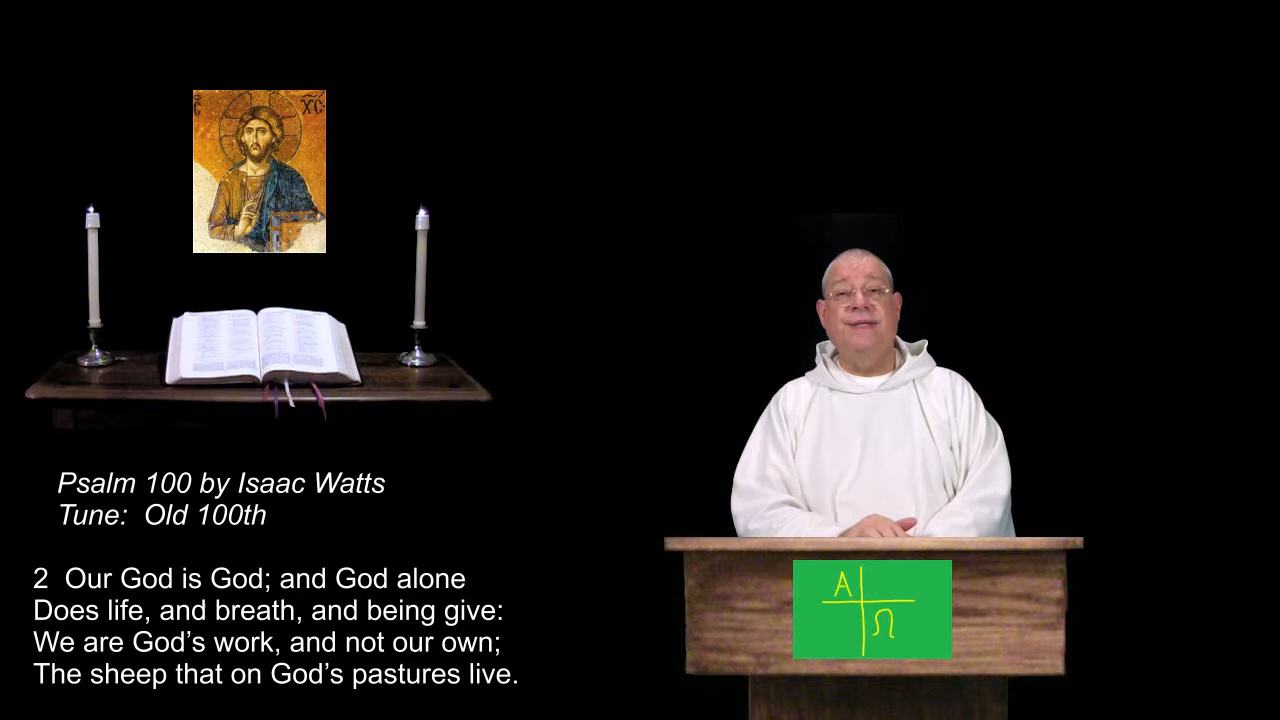 C XC
Psalm 100 by Isaac Watts
Tune:  Old 100th
2  Our God is God; and God alone
Does life, and breath, and being give:
We are God’s work, and not our own;
The sheep that on God’s pastures live.
Α
Ω